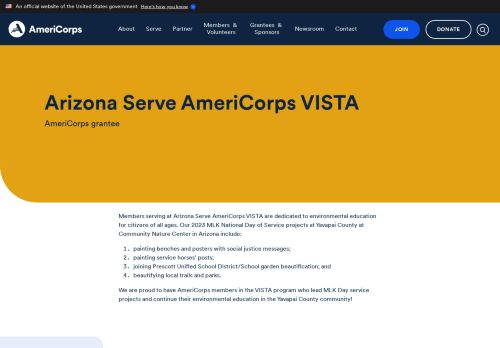 An official website of the United States government Here's how you know
AmeriCorps
About Serve Partner Members & Volunteers Grantees & Sponsors Newsroom Contact
JOIN
DONATE
Arizona Serve AmeriCorps VISTA
AmeriCorps grantee
Members serving at Arizona Serve AmeriCorps VISTA are dedicated to environmental education
for citizens of all ages. Our 2023 MLK National Day of Service projects at Yavapai County at
Community Nature Center in Arizona include:
1. painting benches and posters with social justice messages;
2. painting service horses' posts;
3. joining Prescott Unified School District/School garden beautification; and
4. beautifying local trails and parks.
We are proud to have AmeriCorps members in the VISTA program who lead MLK Day service
projects and continue their environmental education in the Yavapai County community!